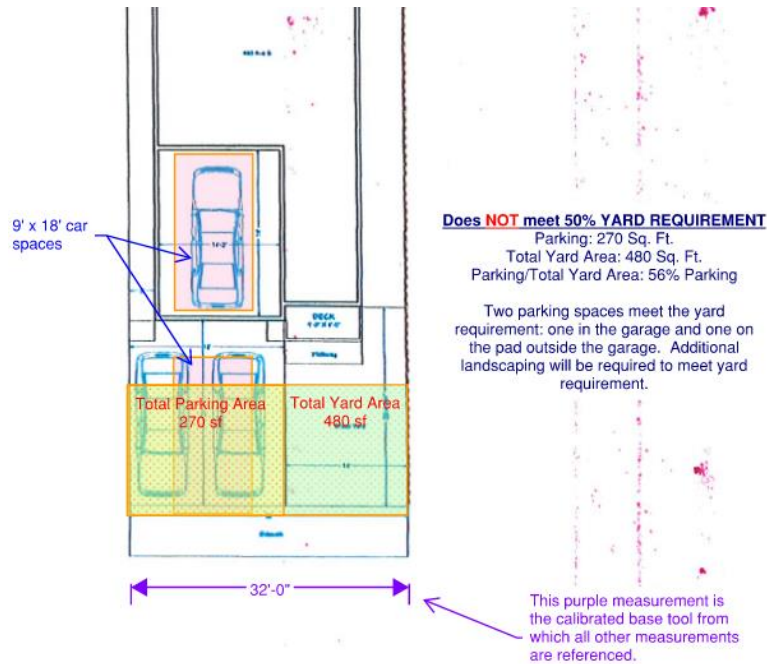 9' x 18' car
spaces
14'-2"
DECK
Total Parking Area
270 sf
Total Yard Area
480 sf
Does NOT meet 50% YARD REQUIREMENT
Parking: 270 Sq. Ft.
Total Yard Area: 480 Sq. Ft.
Parking/Total Yard Area: 56% Parking
Two parking spaces meet the yard
requirement: one in the garage and one on
the pad outside the garage. Additional
landscaping will be required to meet yard
requirement.
Sidewalk
32'-0"
This purple measurement is
the calibrated base tool from
which all other measurements
are referenced.